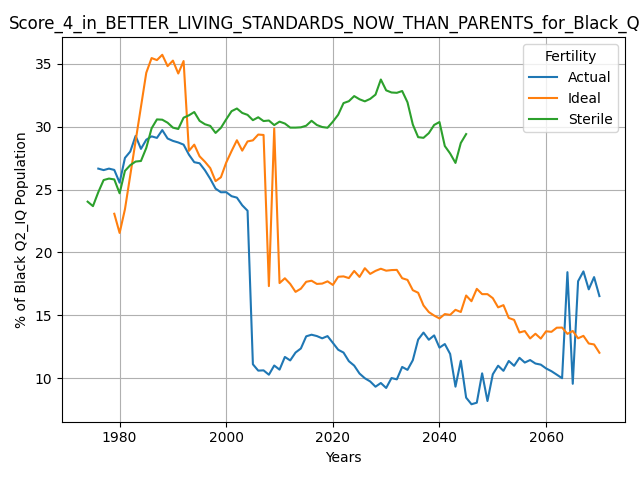 Score_4_in_BETTER_LIVING_STANDARDS_NOW_THAN_PARENTS_for_Black_Q
Fertility
Actual
Ideal
Sterile
% of Black Q2_IQ Population
35
30
25
20
15
10
1980 2000 2020 2040 2060
Years